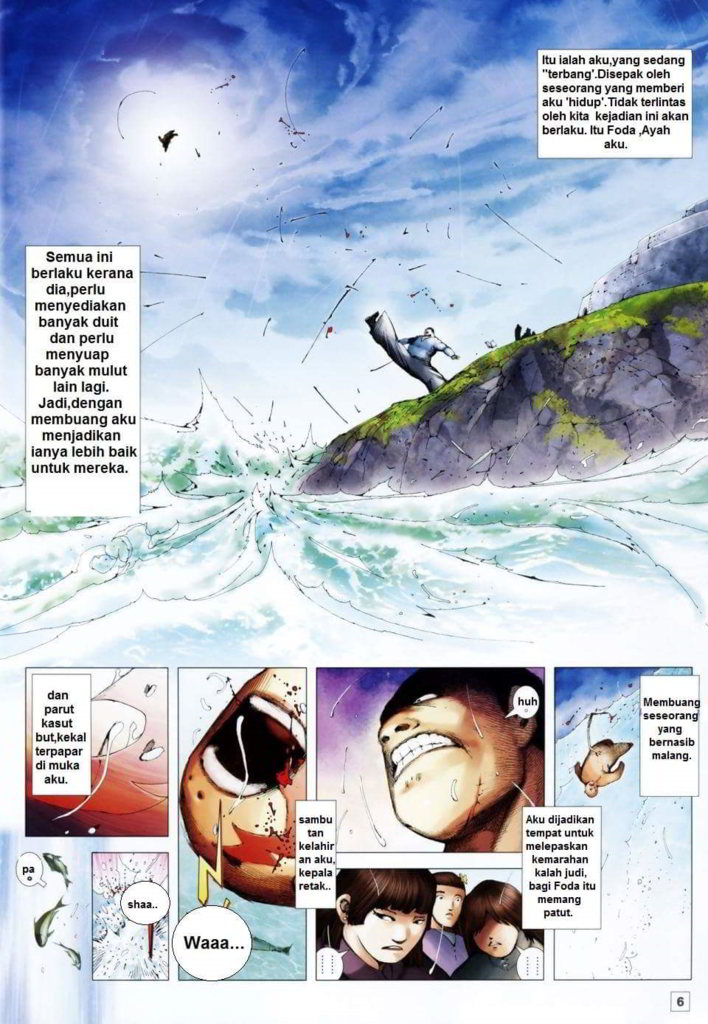 Itu ialah aku,yang sedang
"terbang'.Disepak oleh
seseorang yang memberi
aku 'hidup'.Tidak terlintas
oleh kita kejadian ini akan
berlaku. Itu Foda ,Ayah
aku.
Semua ini
berlaku kerana
dia,perlu
menyediakan
banyak duit
dan perlu
menyuap
banyak mulut
lain lagi.
Jadi,dengan
membuang aku
menjadikan
ianya lebih baik
untuk mereka.
dan
parut
kasut
but,kekal
terpapar
di muka
aku.
pa
shaa..
sambu
tan
kelahir
an aku,
kepala
retak..
Waaa...
huh
Aku dijadikan
tempat untuk
melepaskan
kemarahan
kalah judi,
bagi Foda itu
memang
patut.
Membuang
seseorang
yang
bernasib
malang.
6